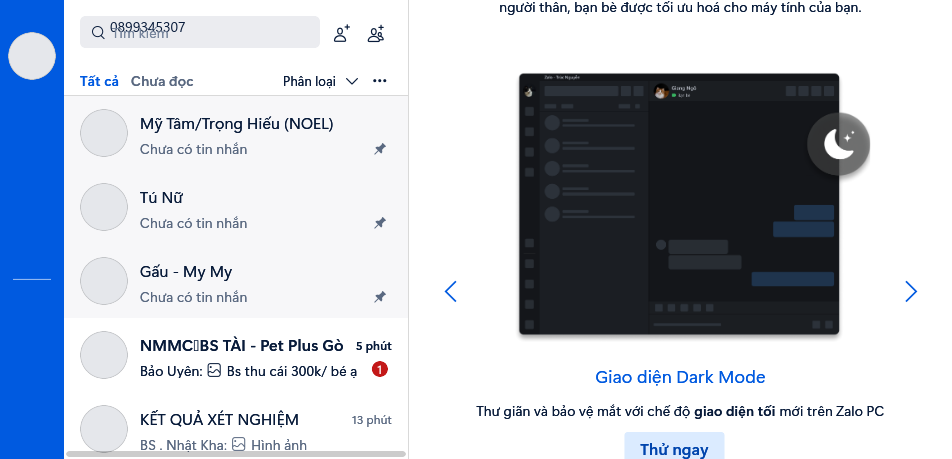 0899345307
Tìm kiếm
Tất cả Chưa đọc Phân loại
Mỹ Tâm/Trọng Hiếu (NOEL)
Chưa có tin nhắn
Tú Nữ
Chưa có tin nhắn
Gấu - My My
Chưa có tin nhắn
NMMC▯BS TÀI - Pet Plus Gò 5 phút
Bảo Uyên: Bs thu cái 300k/ bé ạ 1
KẾT QUẢ XÉT NGHIỆM 13 phút
BS . Nhật Kha: Hình ảnh
người thân, bạn bè được tối ưu hoá cho máy tính của bạn.
Giao diện Dark Mode
Thư giãn và bảo vệ mắt với chế độ giao diện tối mới trên Zalo PC
Thử ngay